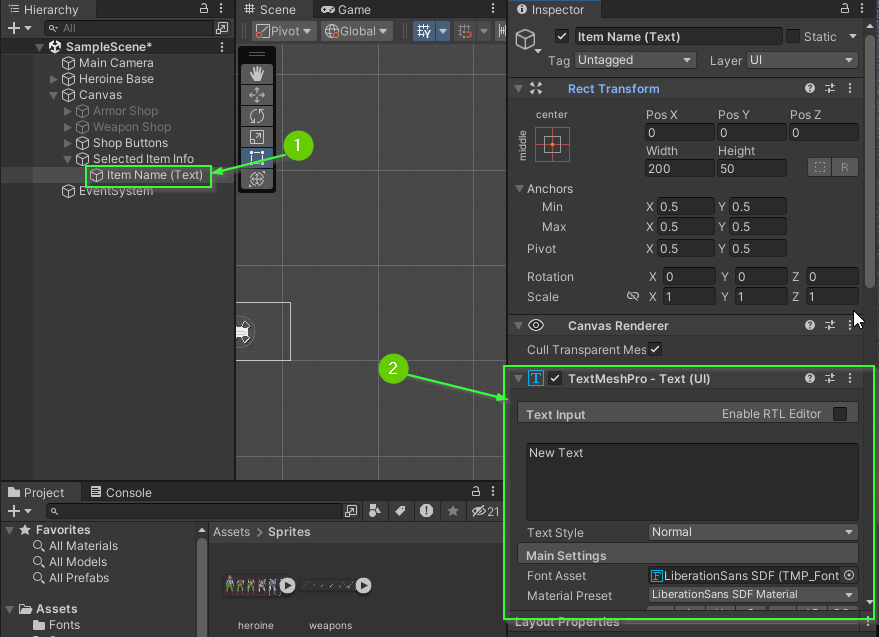 Hierarchy
All
SampleScene*
Main Camera
Heroine Base
Canvas
Armor Shop
Weapon Shop
Shop Buttons
Selected Item Info
Item Name (Text)
EventSystem
1
Scene
Game
Pivot
Global
2
Inspector
Item Name (Text)
Static
Tag Untagged Layer UI
Rect Transform
center
middle
Pos X Pos Y Pos Z
0 0 0
Width Height
200 50
R
Anchors
Min X 0.5 Y 0.5
Max X 0.5 Y 0.5
Pivot X 0.5 Y 0.5
Rotation X 0 Y 0 Z 0
Scale X 1 Y 1 Z 1
Canvas Renderer
Cull Transparent Mes
T TextMeshPro - Text (UI)
Text Input Enable RTL Editor
New Text
Text Style Normal
Main Settings
Font Asset LiberationSans SDF (TMP_Font
Material Preset LiberationSans SDF Material
Layout Properties
Project
Console
21
Favorites
All Materials
All Models
All Prefabs
Assets
Fonts
Assets > Sprites
heroine weapons